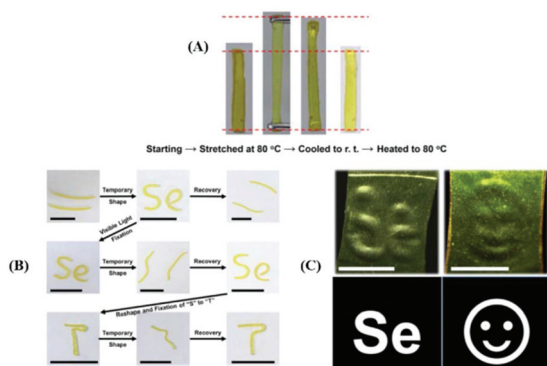 (A)
Starting → Stretched at 80 °C → Cooled to r. t. → Heated to 80 °C
(B)
Temporary
Shape
Recovery
Se
Visible Light
Fixation
Se
Temporary
Shape
Recovery
Se
Reshape and Fixation of "S" to "T"
T
Temporary
Shape
Recovery
T
(C)
Se